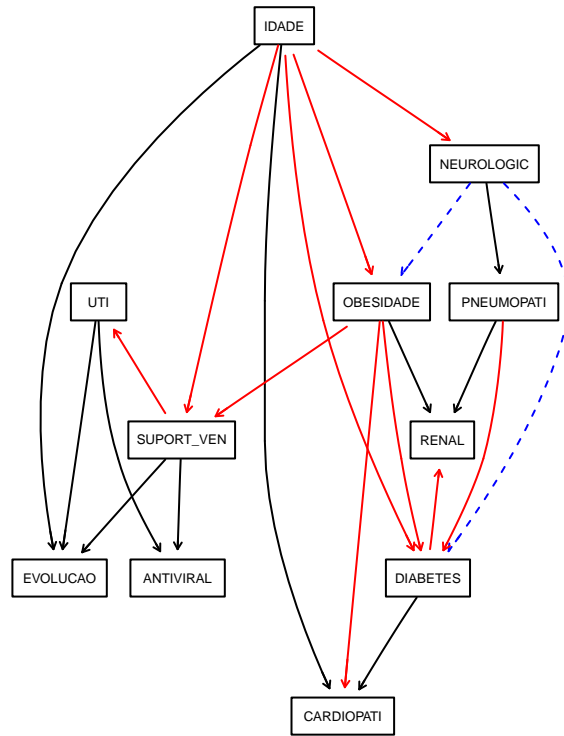 IDADE
NEUROLOGIC
UTI
OBESIDADE
PNEUMOPATI
SUPORT_VEN
RENAL
EVOLUCAO
ANTIVIRAL
DIABETES
CARDIOPATI